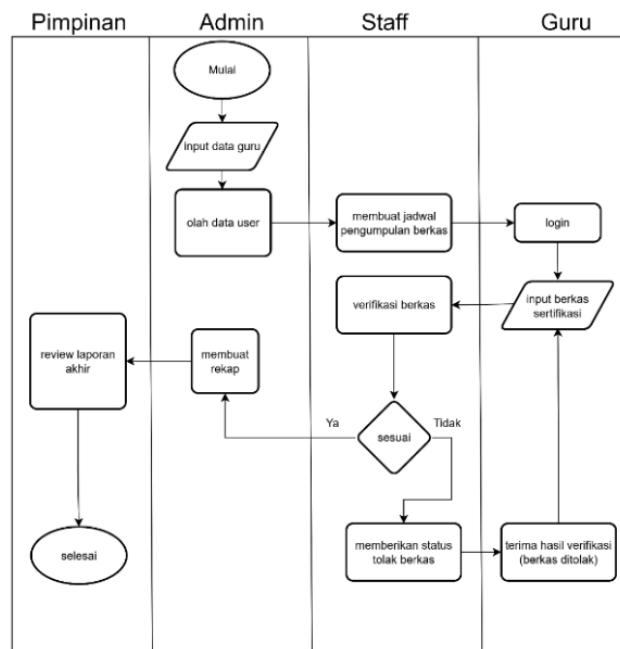 Pimpinan
Admin
Staff
Guru
Mulai
input data guru
olah data user
membuat jadwal
pengumpulan berkas
login
input berkas
sertifikasi
verifikasi berkas
membuat
rekap
review laporan
akhir
Ya
sesuai
Tidak
selesai
memberikan status
tolak berkas
terima hasil verifikasi
(berkas ditolak)